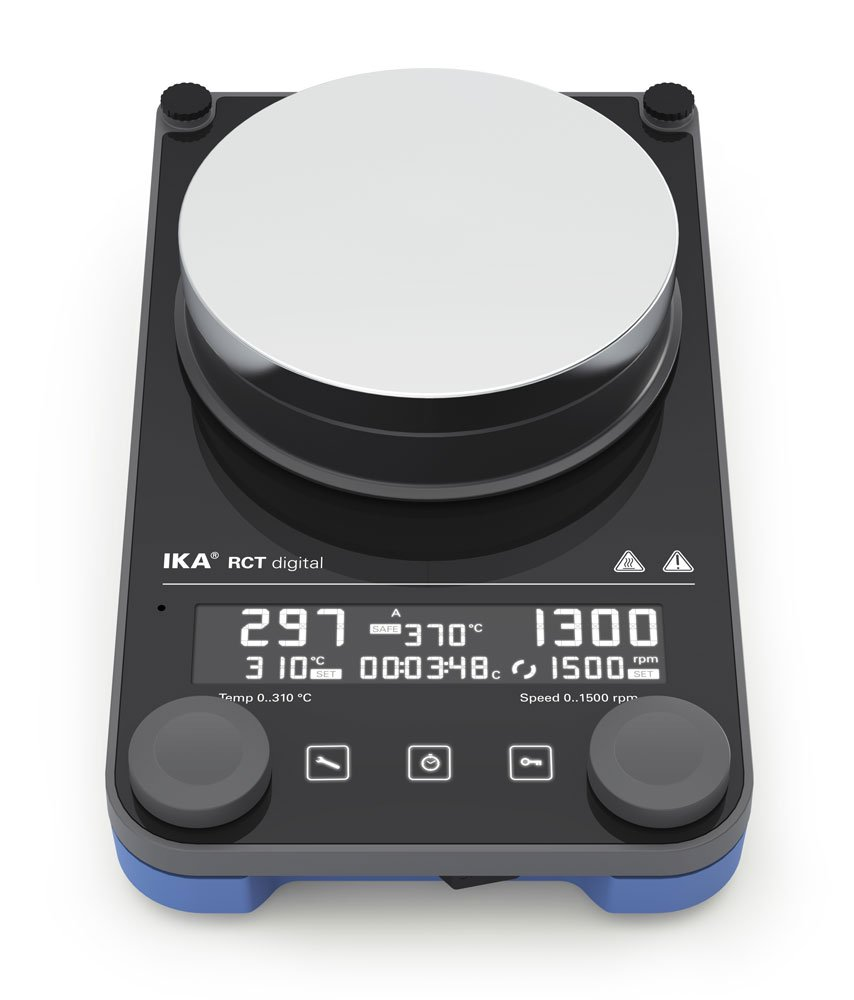 IKA® RCT digital
297 A SAFE 370 °C 1300
310 °C SET 00:03:48 c 1500 rpm SET
Temp 0..310 °C Speed 0..1500 rpm